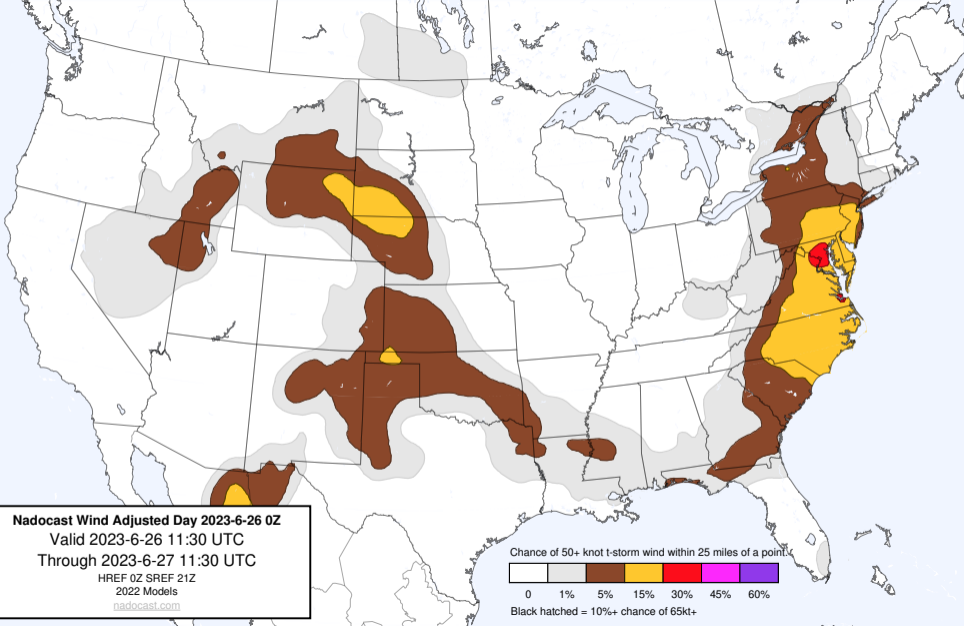 Nadocast Wind Adjusted Day 2023-6-26 0Z
Valid 2023-6-26 11:30 UTC
Through 2023-6-27 11:30 UTC
HREF 0Z SREF 21Z
2022 Models
nadocast.com
Chance of 50+ knot t-storm wind within 25 miles of a point.
0 1% 5% 15% 30% 45% 60%
Black hatched = 10%+ chance of 65kt+